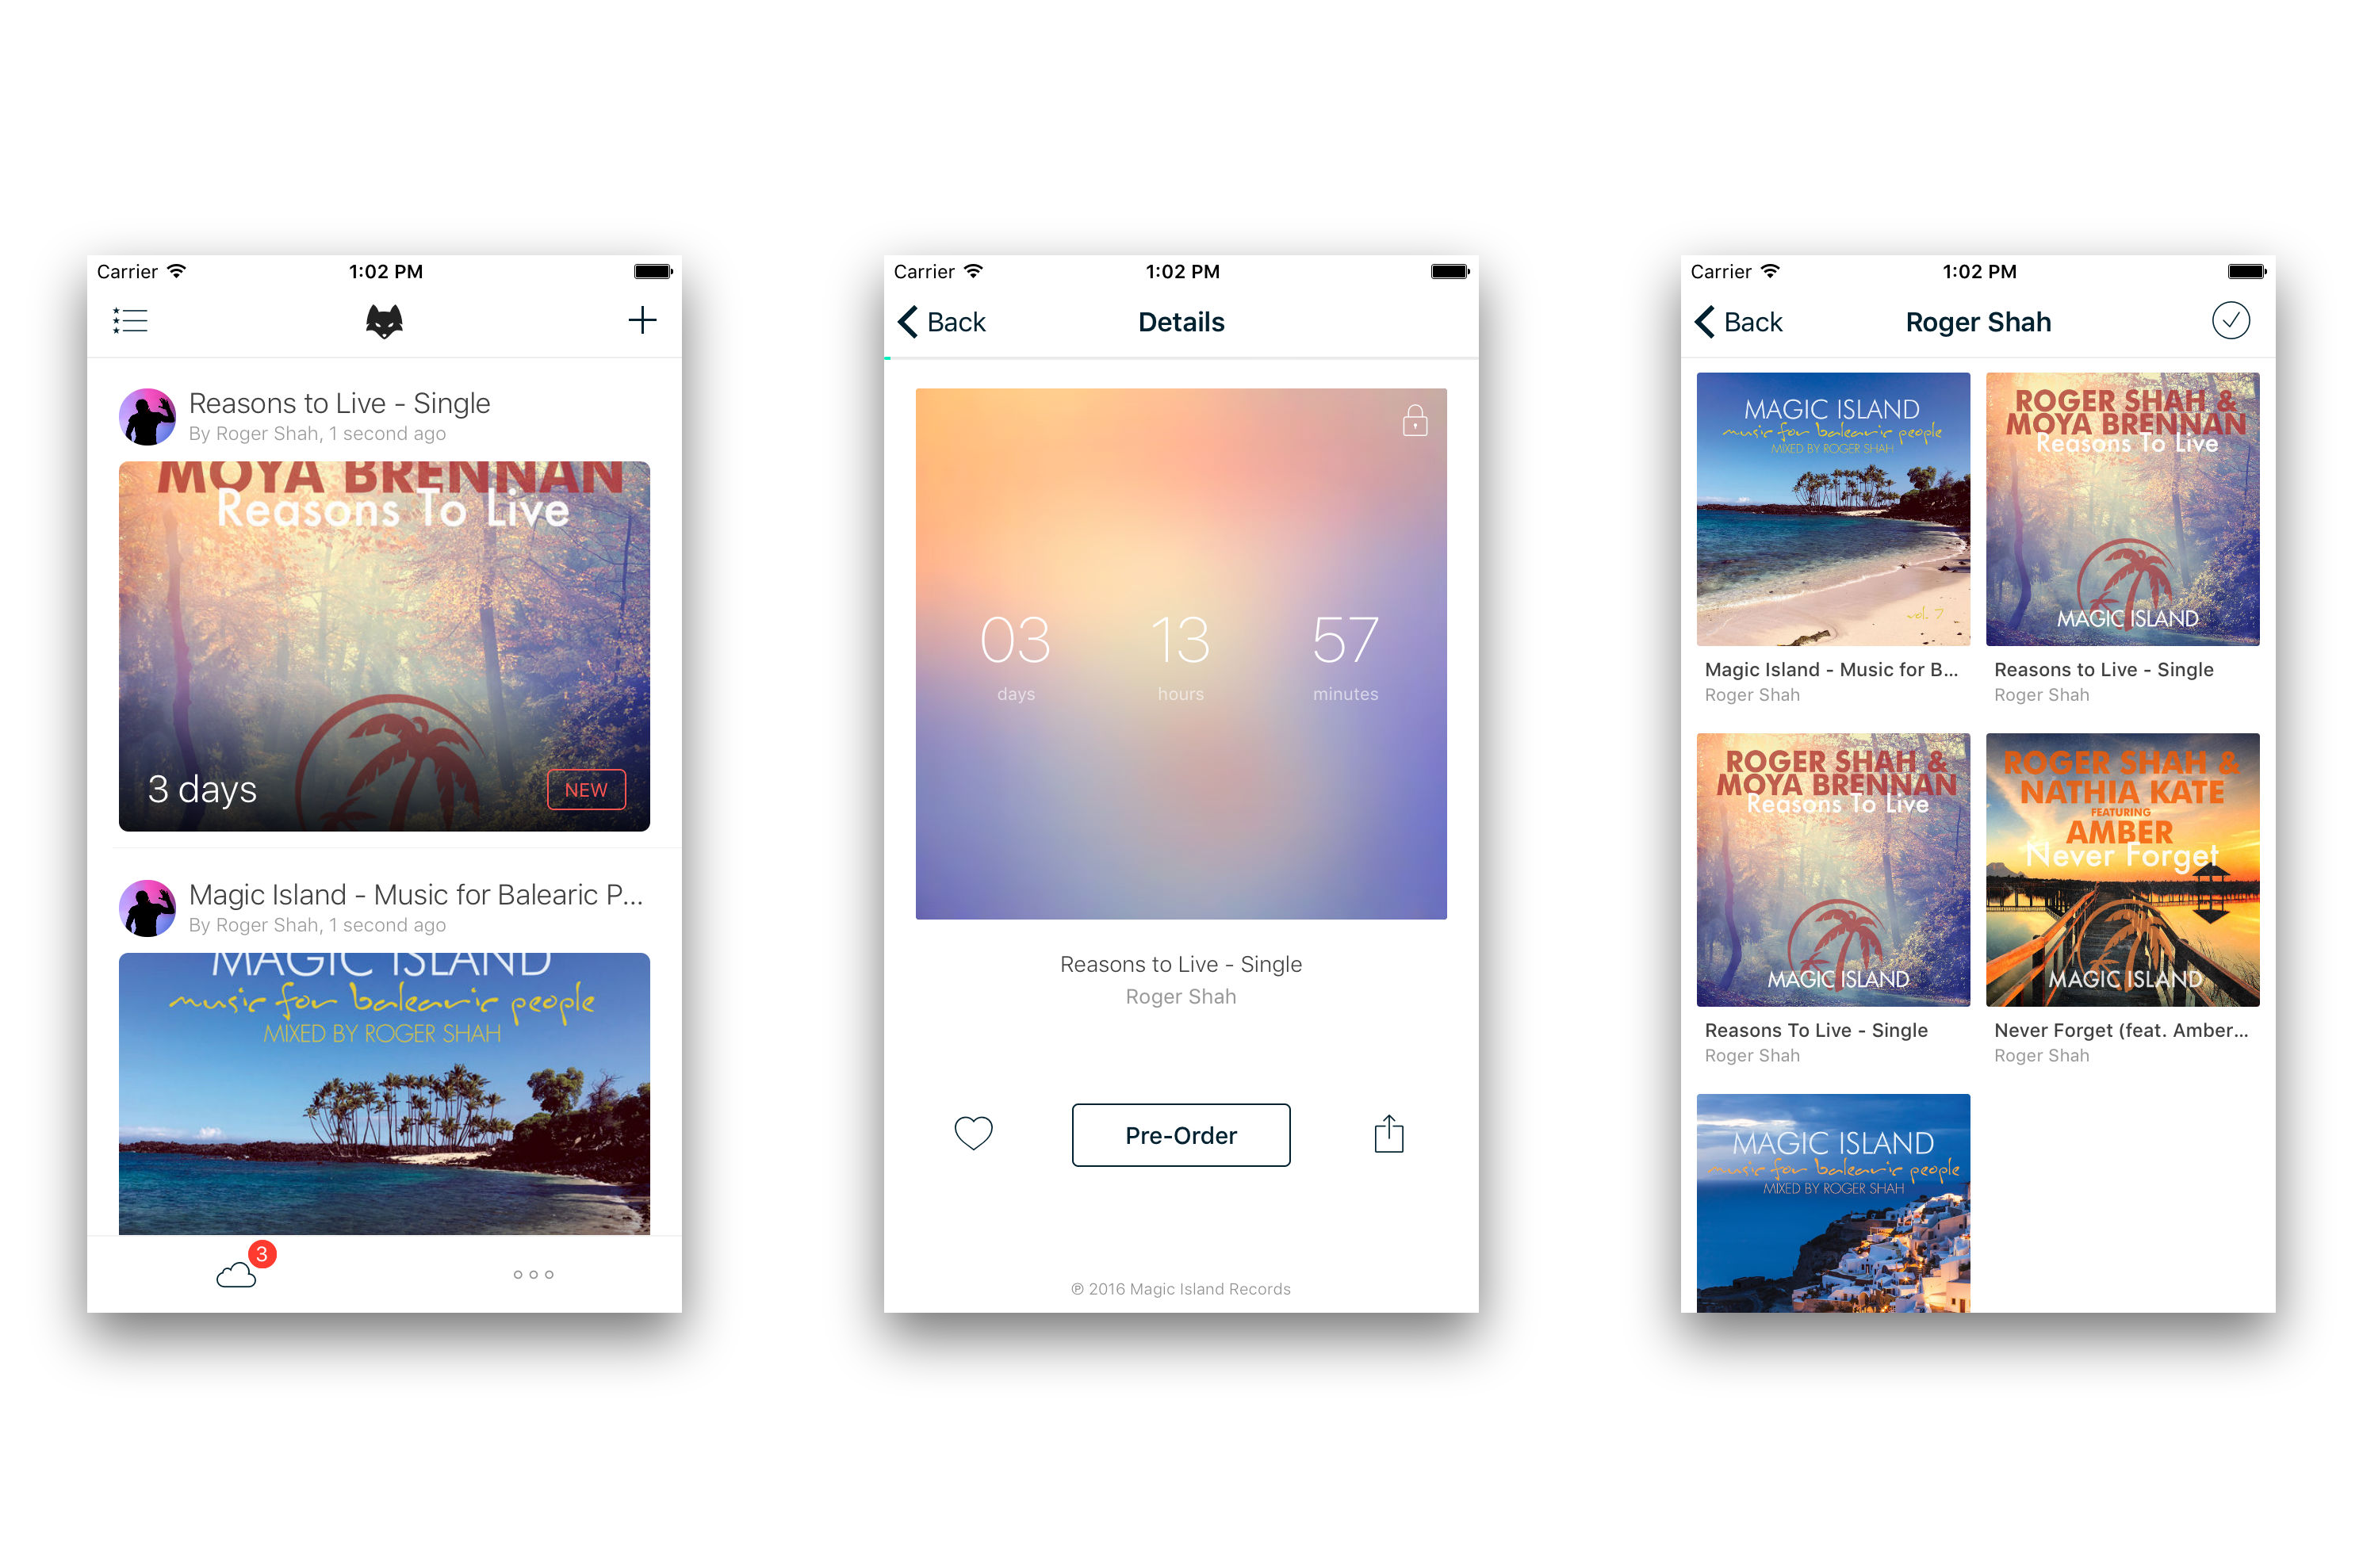 Carrier 1:02 PM
Reasons to Live - Single
By Roger Shah, 1 second ago
MOYA BRENNAN
Reasons To Live
3 days
NEW
Magic Island - Music for Balearic P...
By Roger Shah, 1 second ago
MAGIC ISLAND
music for balearic people
MIXED BY ROGER SHAH
3
Carrier 1:02 PM
Back Details
03 13 57
days hours minutes
Reasons to Live - Single
Roger Shah
Pre-Order
℗ 2016 Magic Island Records
Carrier 1:02 PM
Back Roger Shah
MAGIC ISLAND
music for balearic people
MIXED BY ROGER SHAH
vol. 7
Magic Island - Music for B...
Roger Shah
ROGER SHAH &
MOYA BRENNAN
Reasons To Live
MAGIC ISLAND
Reasons to Live - Single
Roger Shah
ROGER SHAH &
MOYA BRENNAN
Reasons To Live
MAGIC ISLAND
Reasons To Live - Single
Roger Shah
ROGER SHAH &
NATHIA KATE
FEATURING
AMBER
Never Forget
MAGIC ISLAND
Never Forget (feat. Amber...
Roger Shah
MAGIC ISLAND
music for balearic people
MIXED BY ROGER SHAH